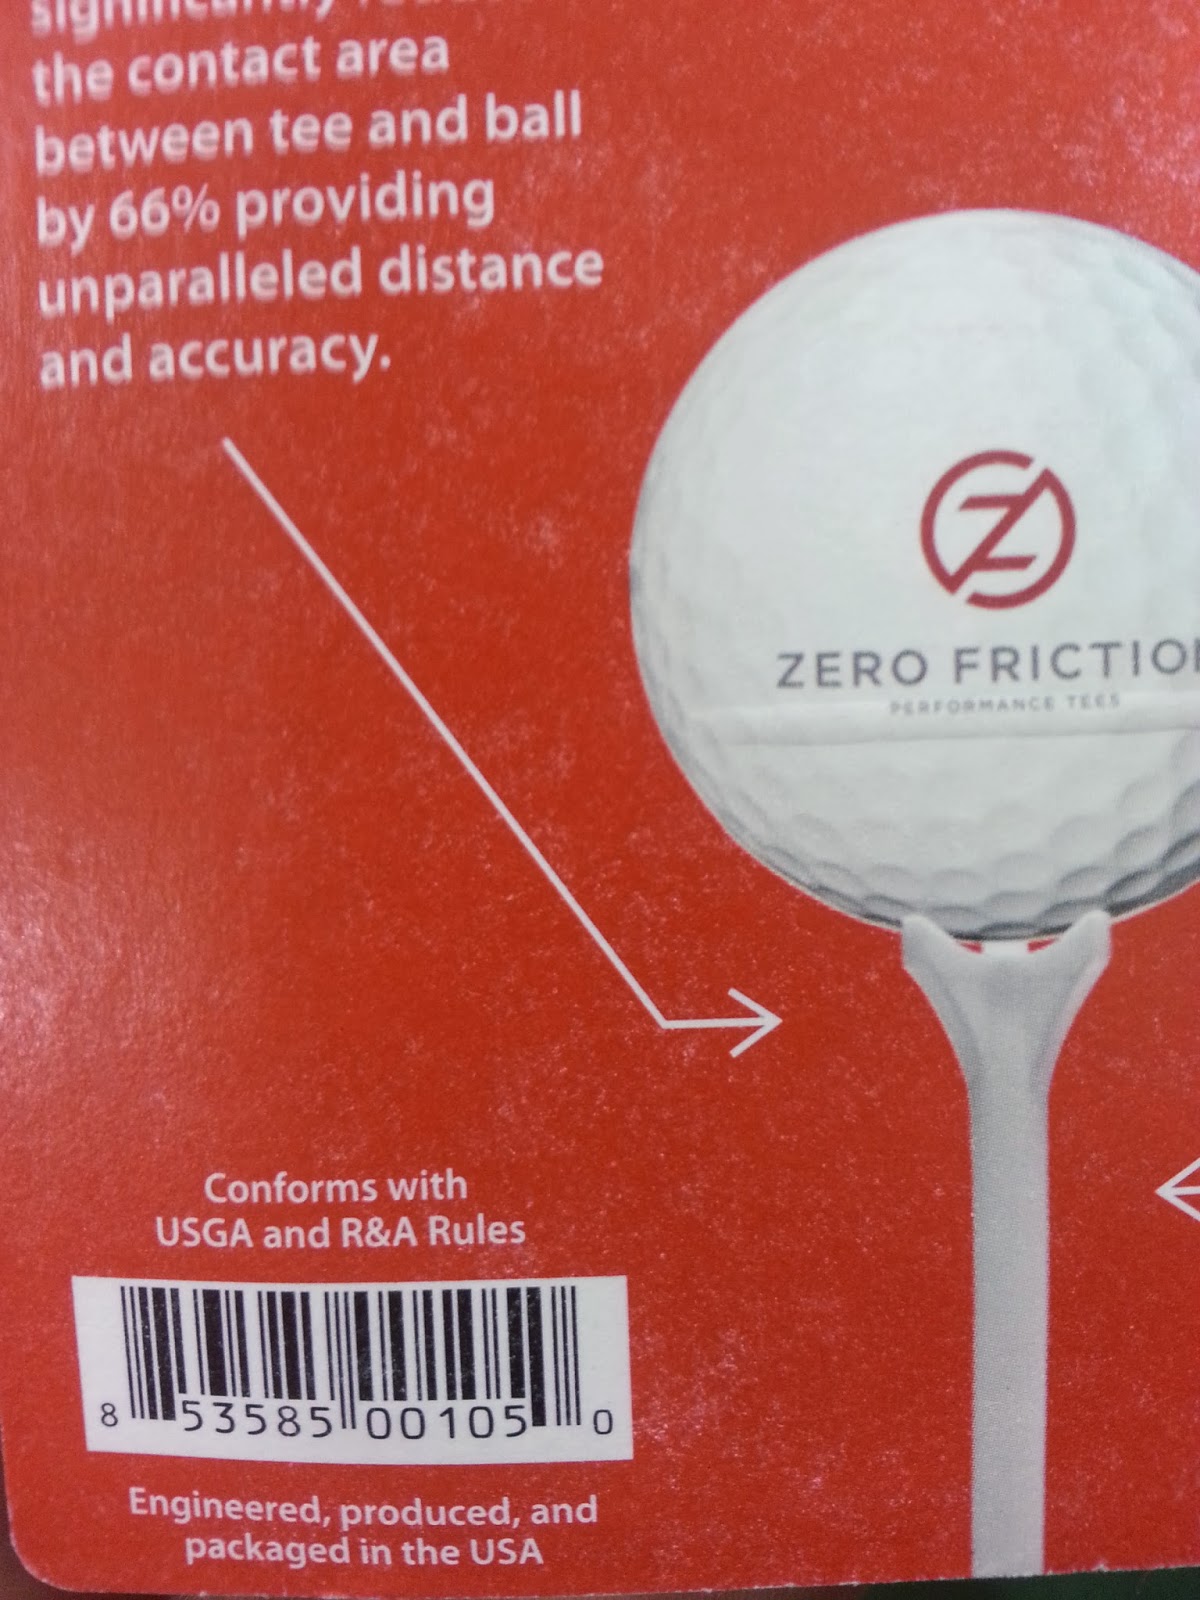 significantly
the contact area
between tee and ball
by 66% providing
unparalleled distance
and accuracy.
Z
ZERO FRICTIO
PERFORMANCE TEES
Conforms with
USGA and R&A Rules
8 53585 00105 0
Engineered, produced, and
packaged in the USA